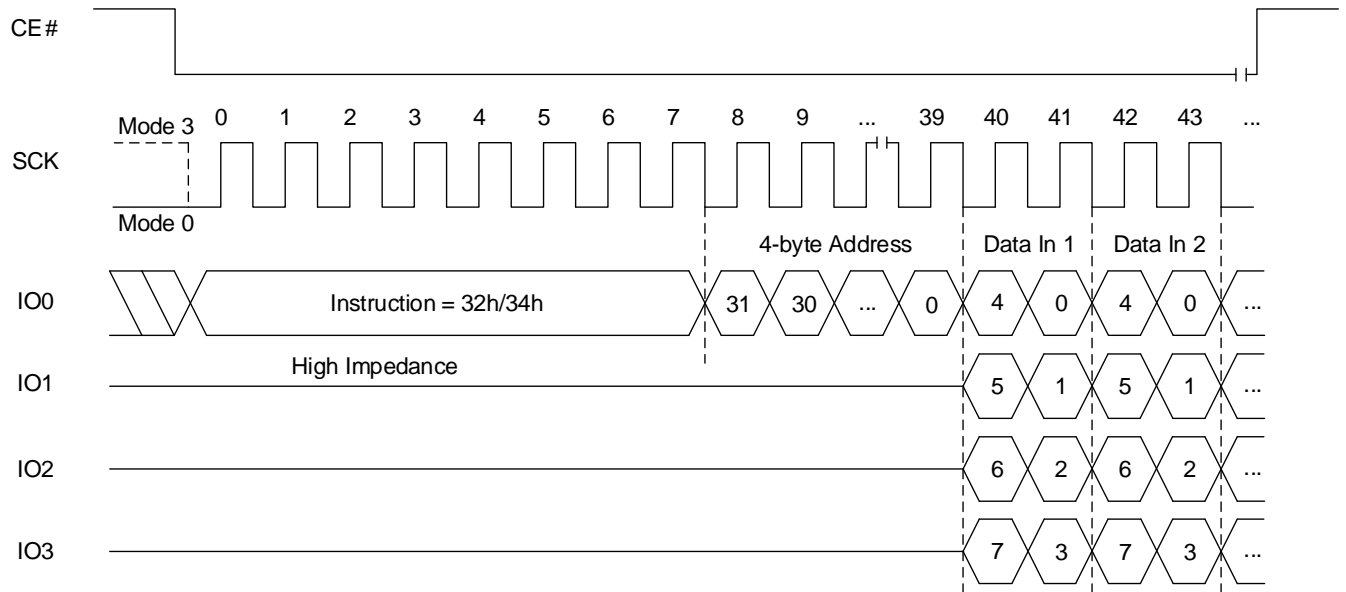 CE#
Mode 3 0 1 2 3 4 5 6 7 8 9 ... 39 40 41 42 43 ...
SCK
Mode 0
4-byte Address Data In 1 Data In 2
IO0 Instruction = 32h/34h 31 30 ... 0 4 0 4 0 ...
High Impedance
IO1 5 1 5 1 ...
IO2 6 2 6 2 ...
IO3 7 3 7 3 ...